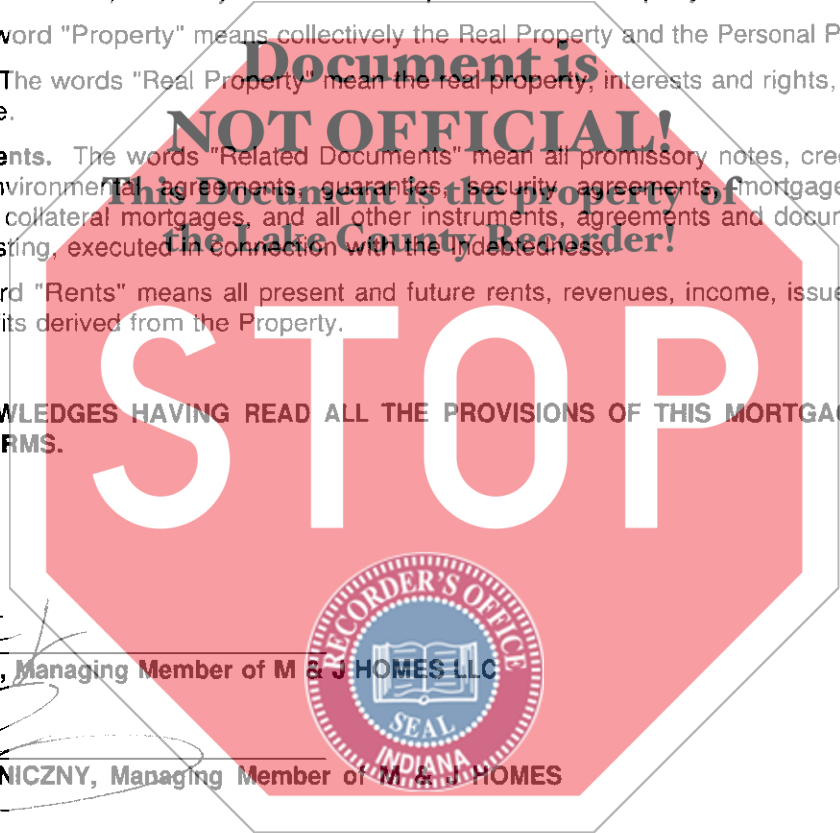 word "Property" means collectively the Real Property and the Personal P
Document is
The words "Real Property" mean the real property, interests and rights,
e.
NOT OFFICIAL!
ents. The words "Related Documents" mean all promissory notes, cre
nvironmental agreements, guaranties, security agreements, mortgage
This Document is the property of
collateral mortgages, and all other instruments, agreements and docum
the Lake County Recorder!
sting, executed in connection with the Indebtedness.
rd "Rents" means all present and future rents, revenues, income, issue
its derived from the Property.
STOP
WLEDGES HAVING READ ALL THE PROVISIONS OF THIS MORTGAG
RMS.
RECORDER'S OFFICE
, Managing Member of M & J HOMES LLC
SEAL
INDIANA
NICZNY, Managing Member of M & J HOMES